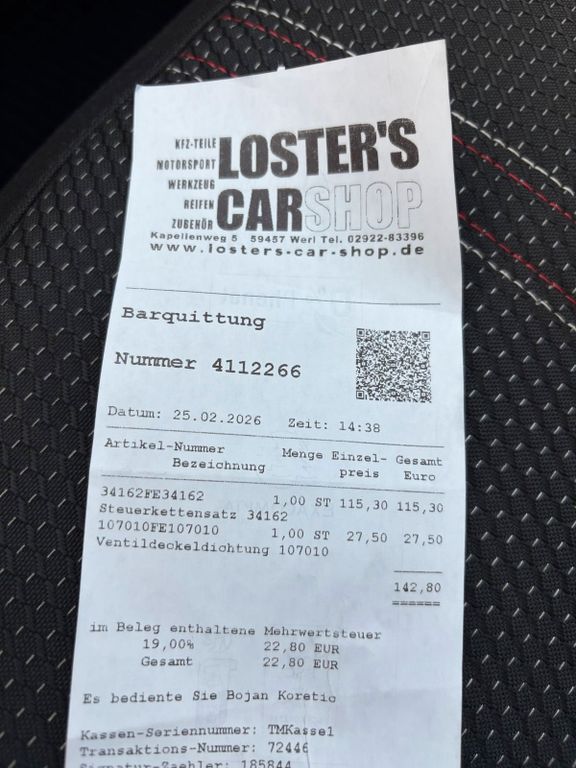 KFZ-TEILE
MOTORSPORT
WERKZEUG
REIFEN
ZUBEHÖR
LOSTER'S
CARSHOP
Kapellenweg 5 59457 Werl Tel. 02922-83396
www.losters-car-shop.de
Barquittung
Nummer 4112266
Datum: 25.02.2026 Zeit: 14:38
Artikel-Nummer Menge Einzel- Gesamt
Bezeichnung preis Euro
34162FE34162 1,00 ST 115,30 115,30
Steuerkettensatz 34162
107010FE107010 1,00 ST 27,50 27,50
Ventildeckeldichtung 107010
142,80
======
im Beleg enthaltene Mehrwertsteuer
19,00% 22,80 EUR
Gesamt 22,80 EUR
Es bediente Sie Bojan Koretic
Kassen-Seriennummer: TMKasse1
Transaktions-Nummer: 72446
Signatur-Zaehler: 185844